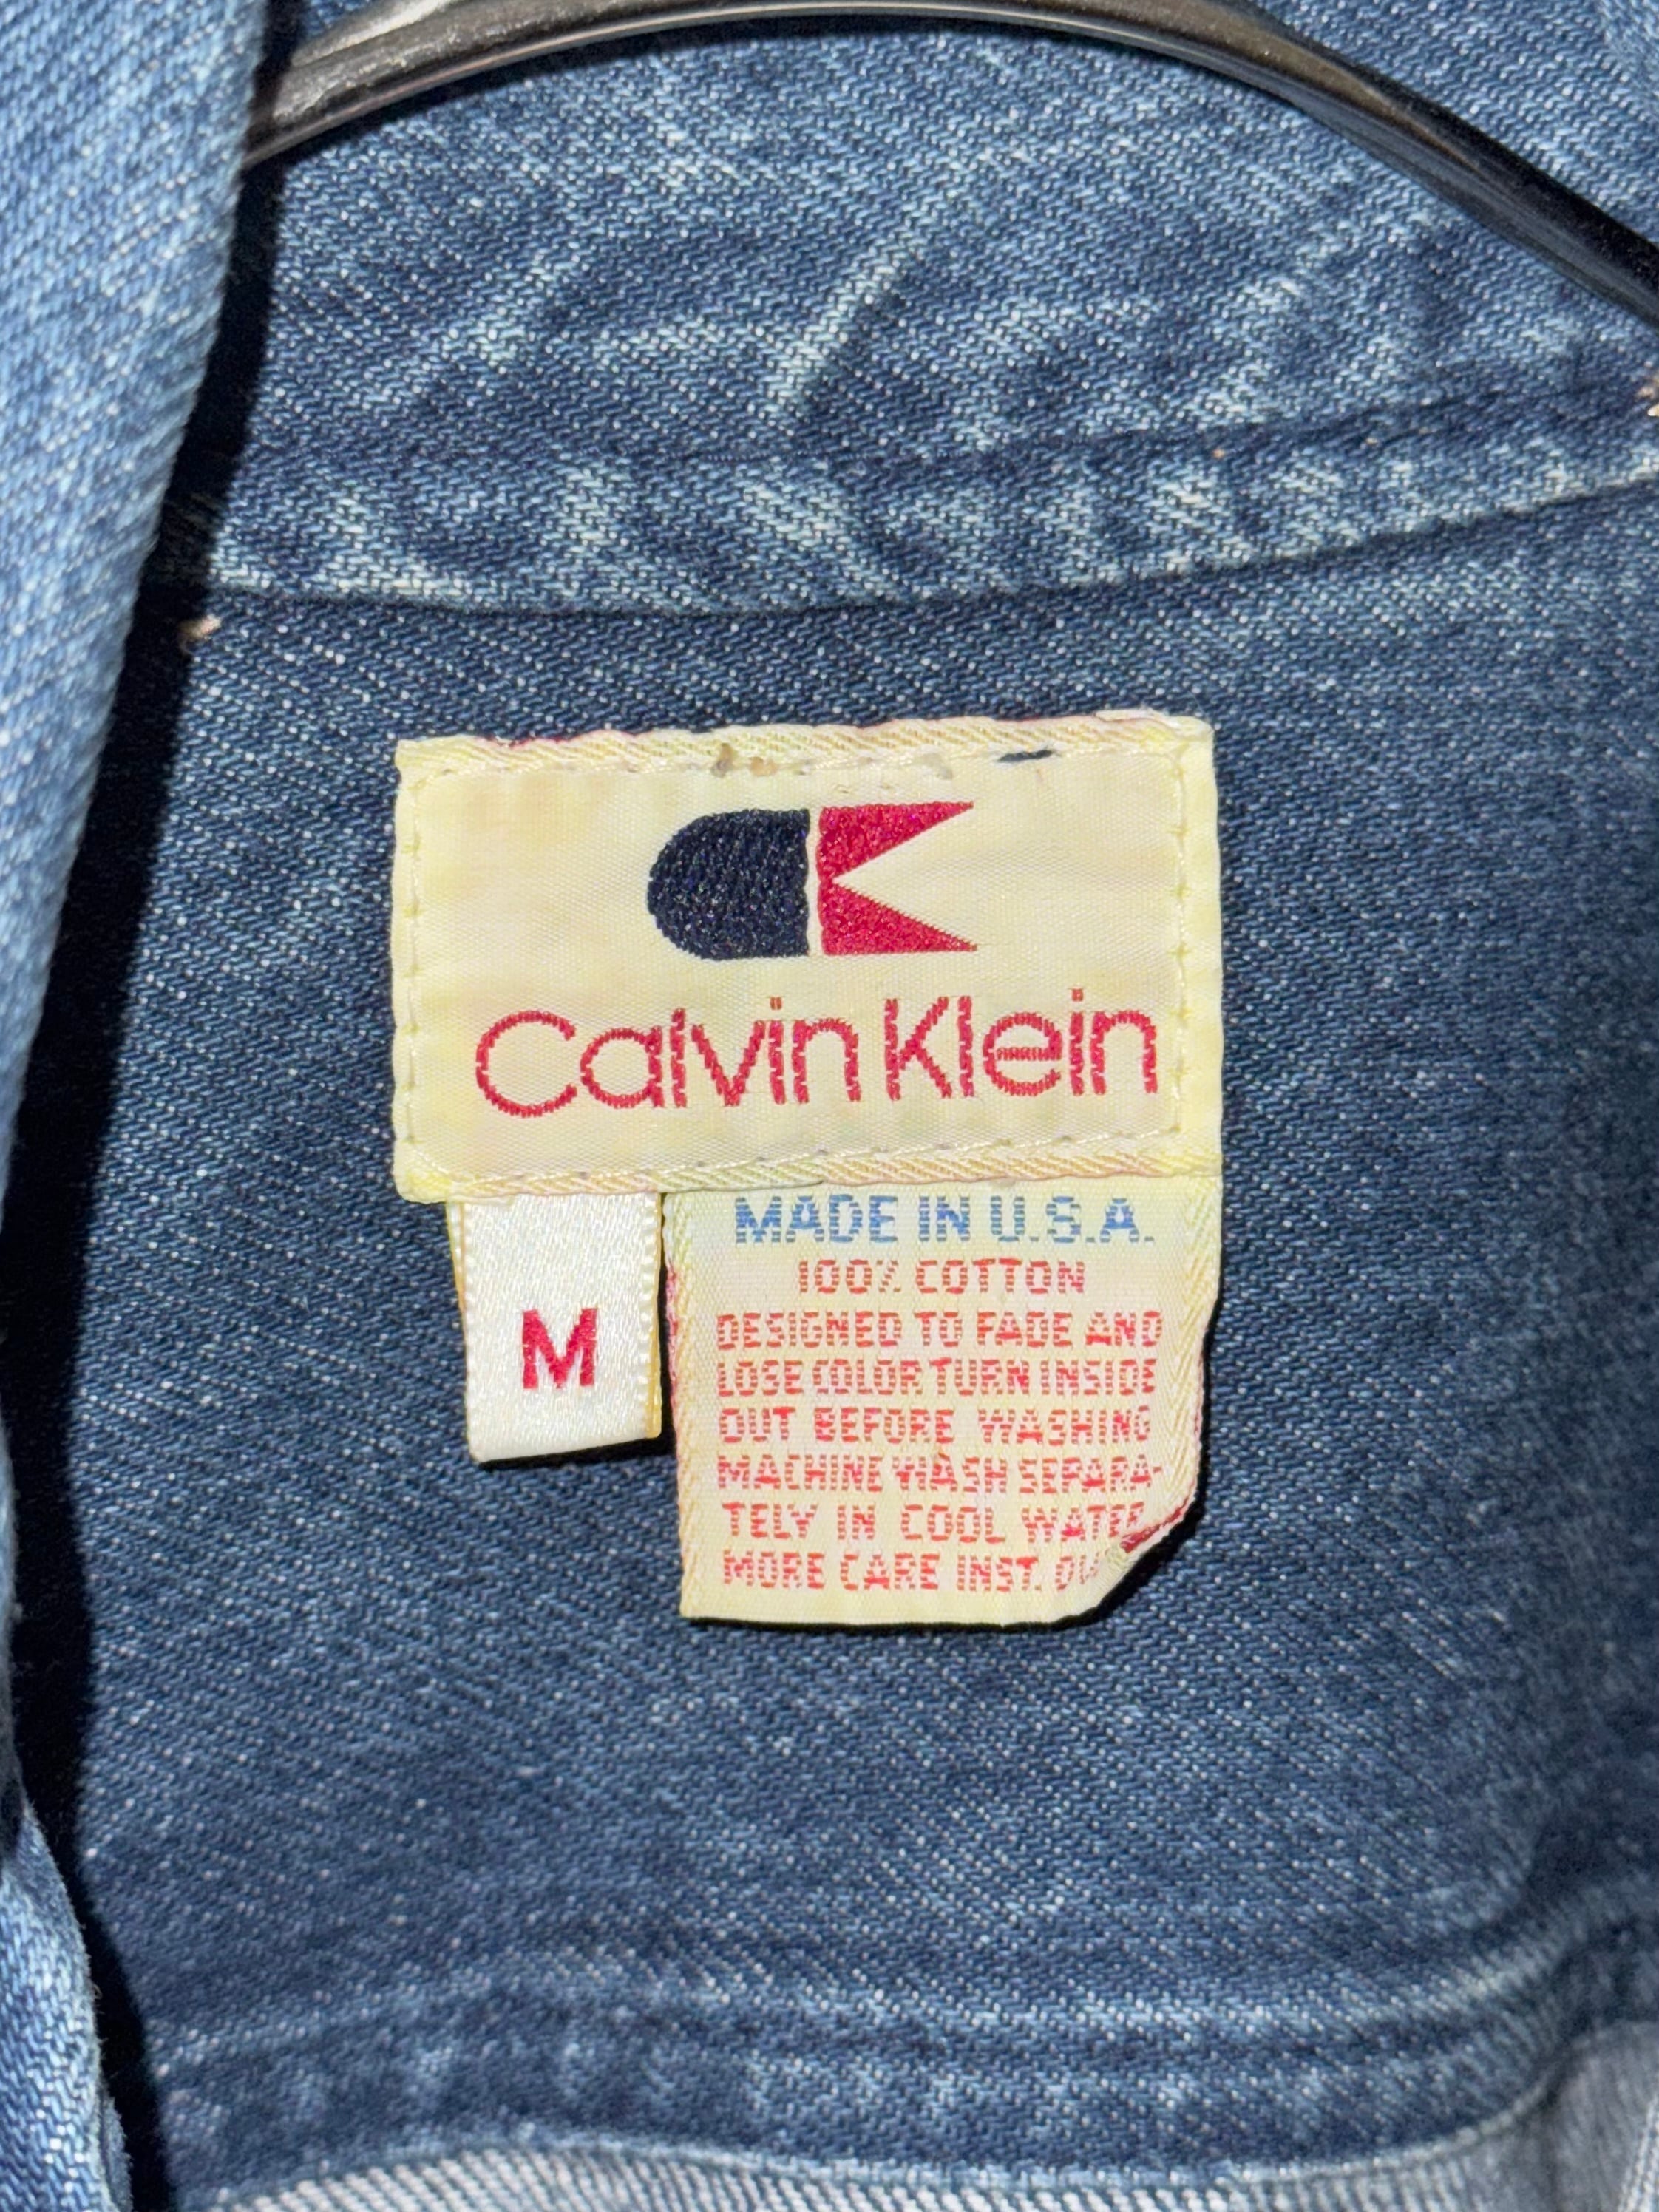 CK
Calvin Klein
M
MADE IN U.S.A.
100% COTTON
DESIGNED TO FADE AND
LOSE COLOR TURN INSIDE
OUT BEFORE WASHING
MACHINE WASH SEPARA-
TELY IN COOL WATER
MORE CARE INST.